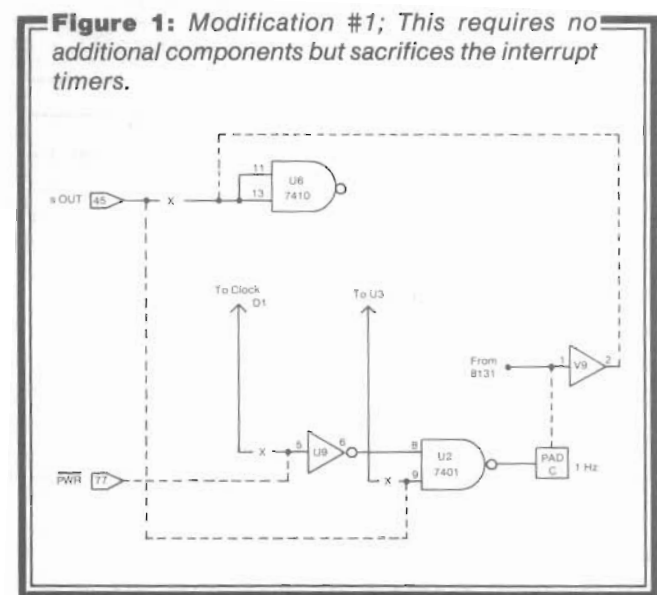 Figure 1: Modification #1; This requires no
additional components but sacrifices the interrupt
timers.
11
U6
s OUT 45 X 13 7410
To Clock
D1
To U3
From
8131
1 V9 2
X 5 U9 6 8
U2
7401
PAD
C
1 Hz
PWR 77 X 9